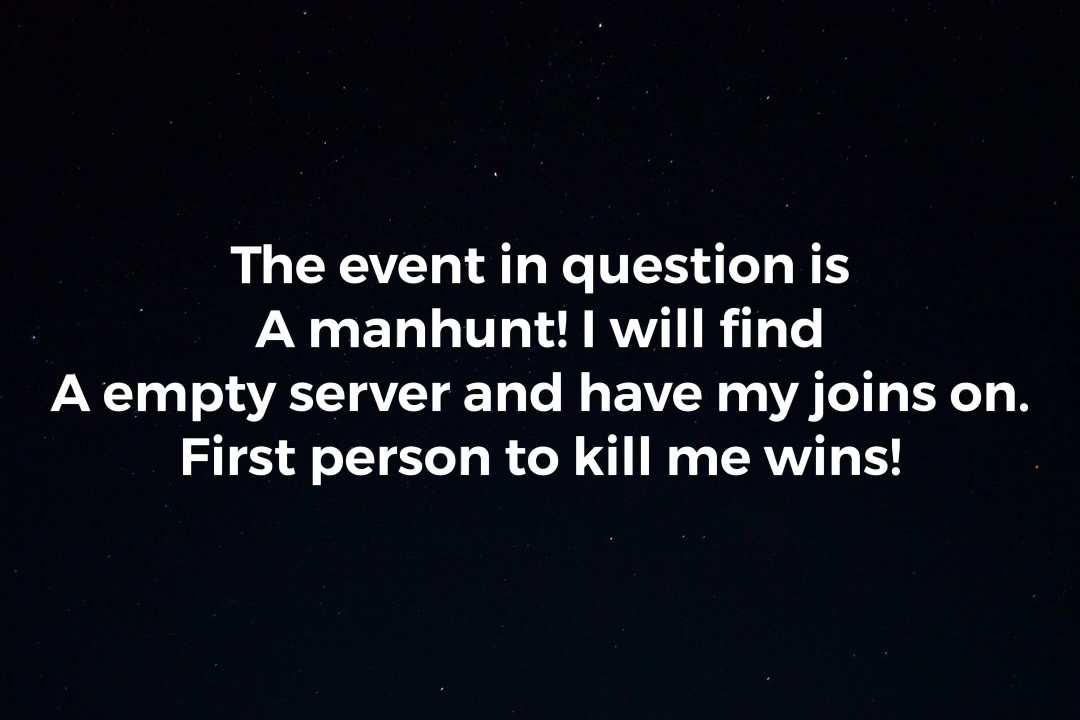 The event in question is
A manhunt! I will find
A empty server and have my joins on.
First person to kill me wins!